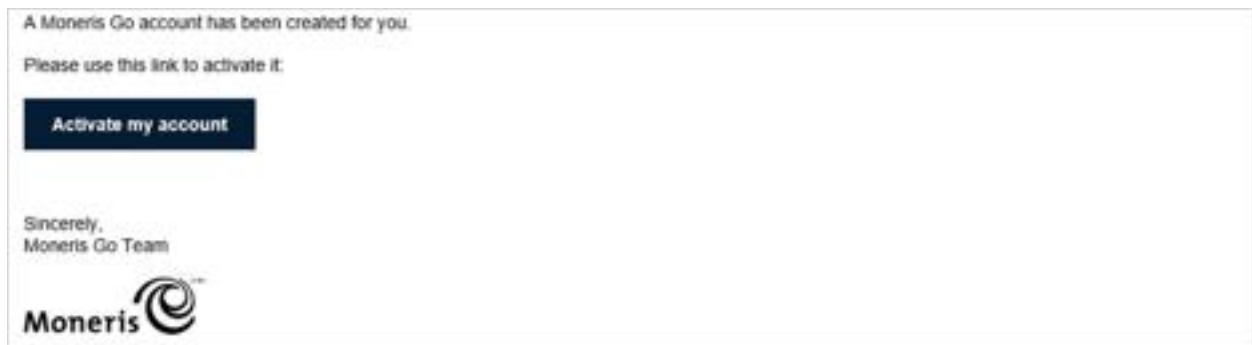 A Moneris Go account has been created for you.
Please use this link to activate it:
Activate my account
Sincerely,
Moneris Go Team
Moneris